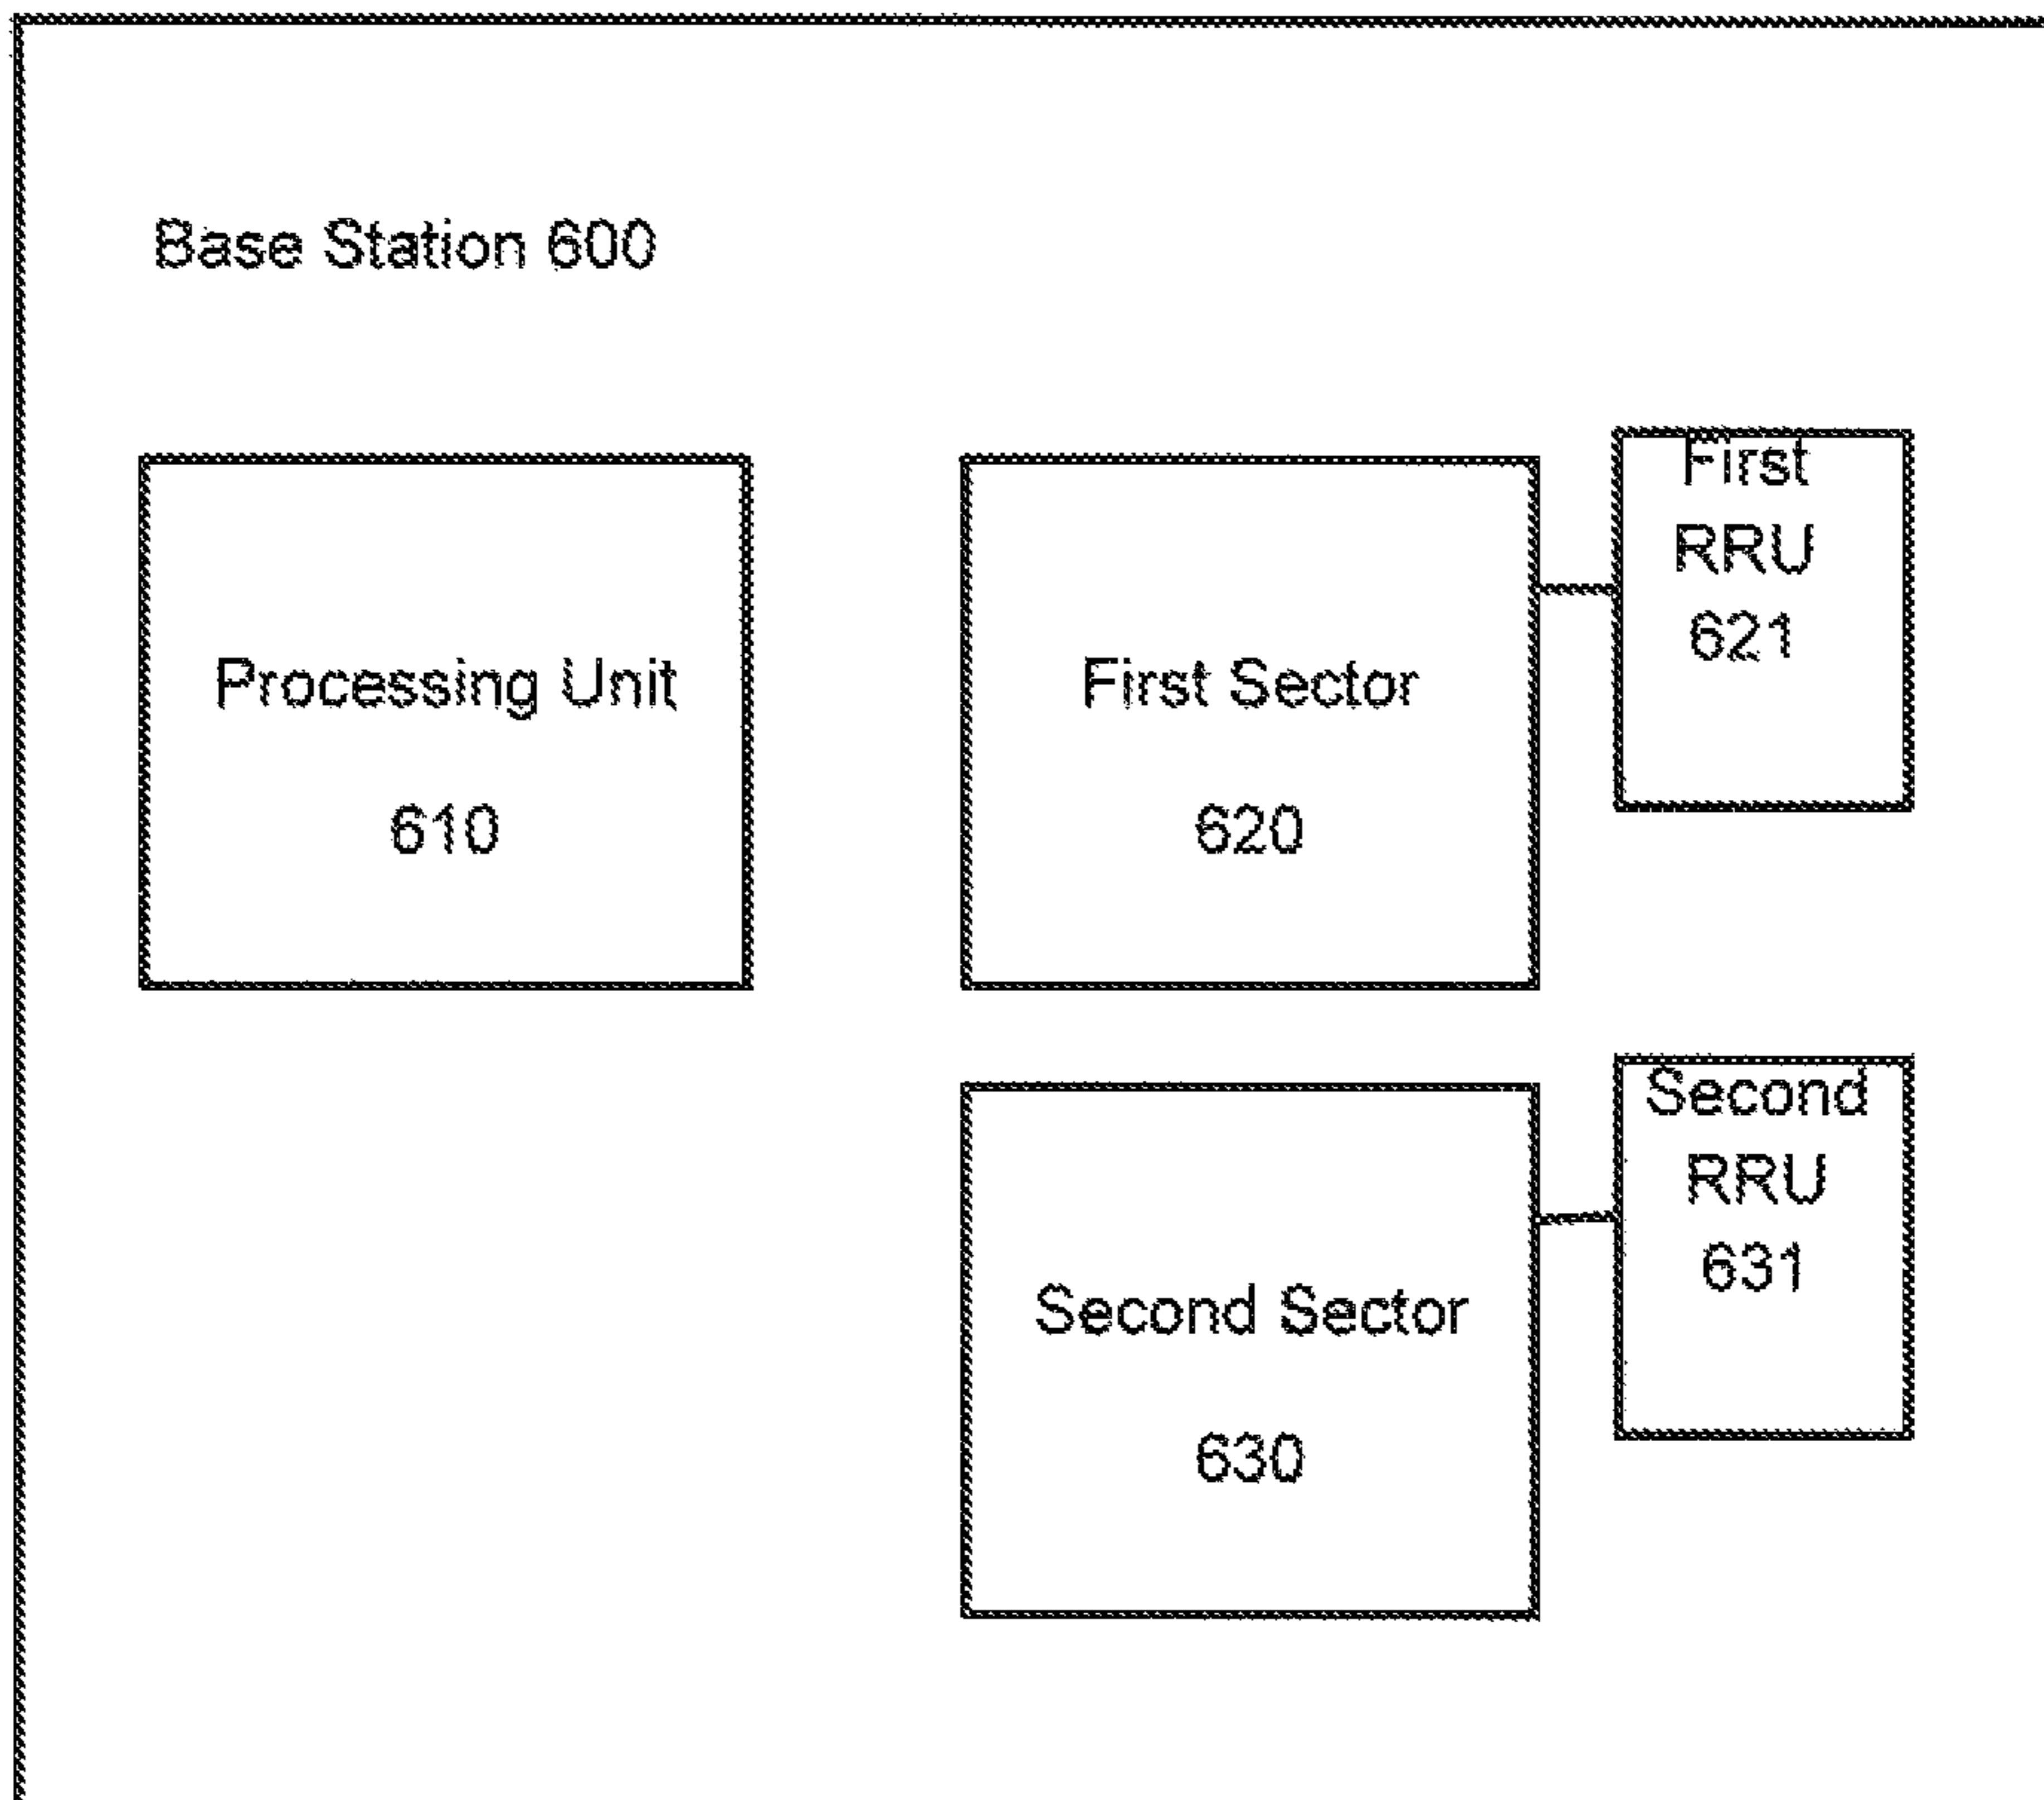 Base Station 600
Processing Unit
610
First Sector
620
First
RRU
621
Second Sector
630
Second
RRU
631